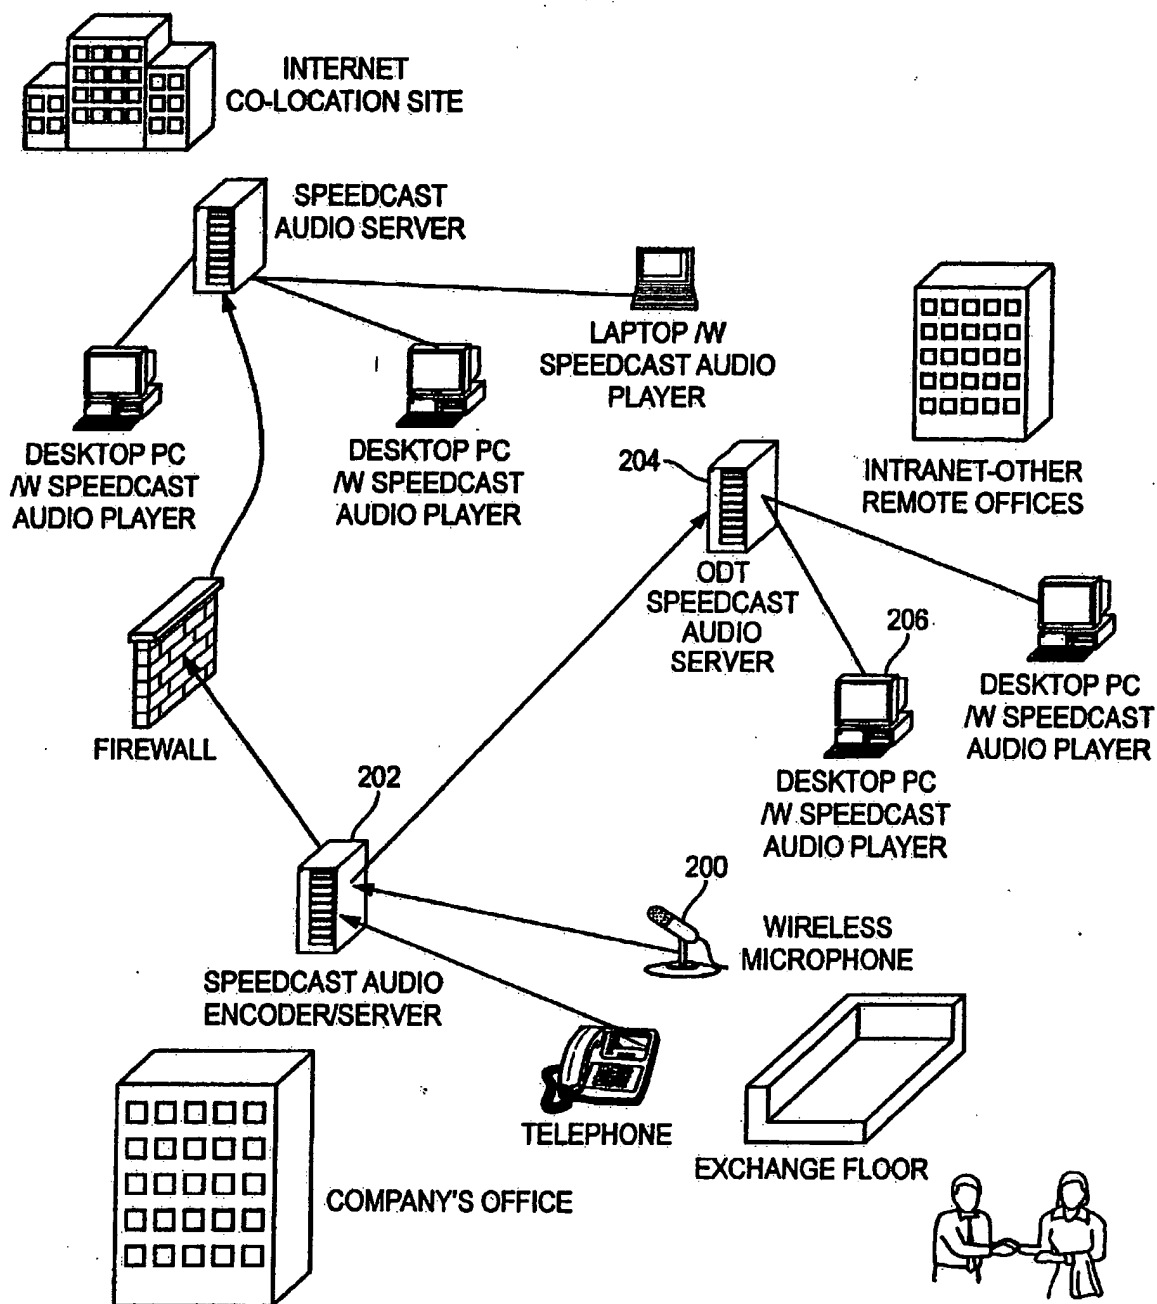 INTERNET
CO-LOCATION SITE
SPEEDCAST
AUDIO SERVER
LAPTOP /W
SPEEDCAST AUDIO
PLAYER
DESKTOP PC
/W SPEEDCAST
AUDIO PLAYER
DESKTOP PC
/W SPEEDCAST
AUDIO PLAYER
204
INTRANET-OTHER
REMOTE OFFICES
ODT
SPEEDCAST
AUDIO
SERVER
206
DESKTOP PC
/W SPEEDCAST
AUDIO PLAYER
FIREWALL
202
DESKTOP PC
/W SPEEDCAST
AUDIO PLAYER
200
WIRELESS
MICROPHONE
SPEEDCAST AUDIO
ENCODER/SERVER
TELEPHONE
EXCHANGE FLOOR
COMPANY'S OFFICE